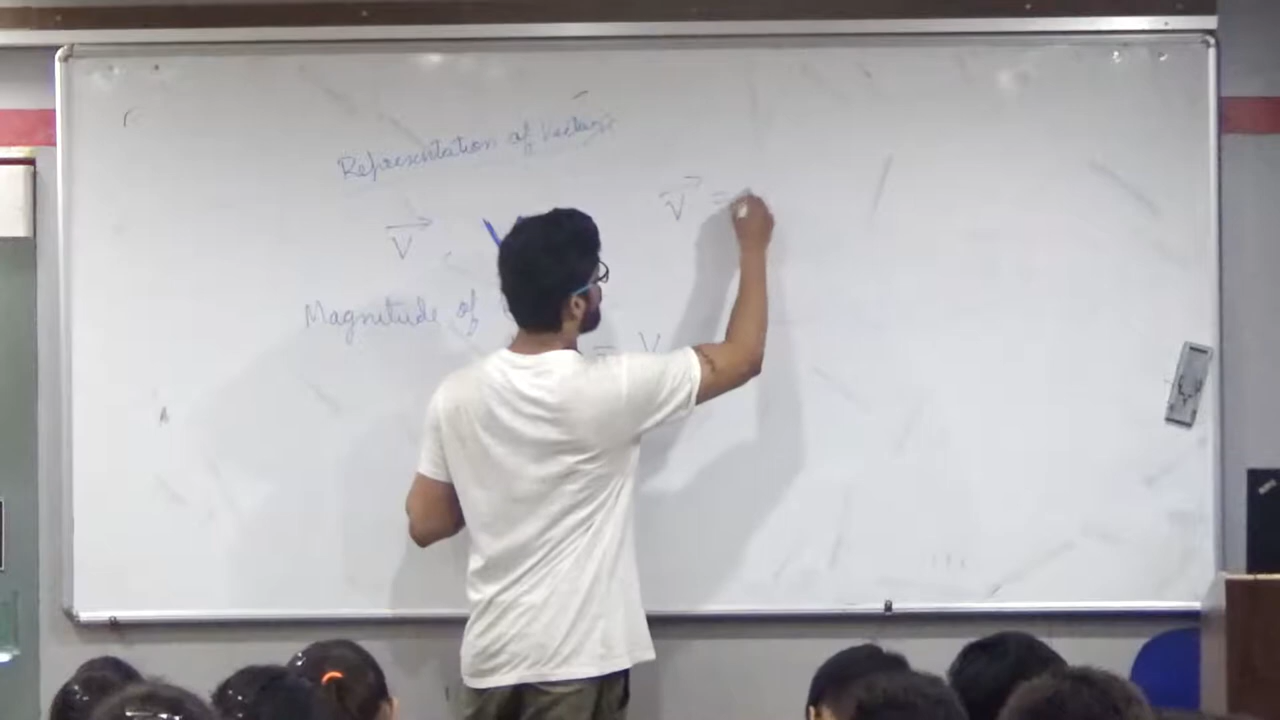 Representation of Vectors
V⃗
V⃗ =
Magnitude of
= V